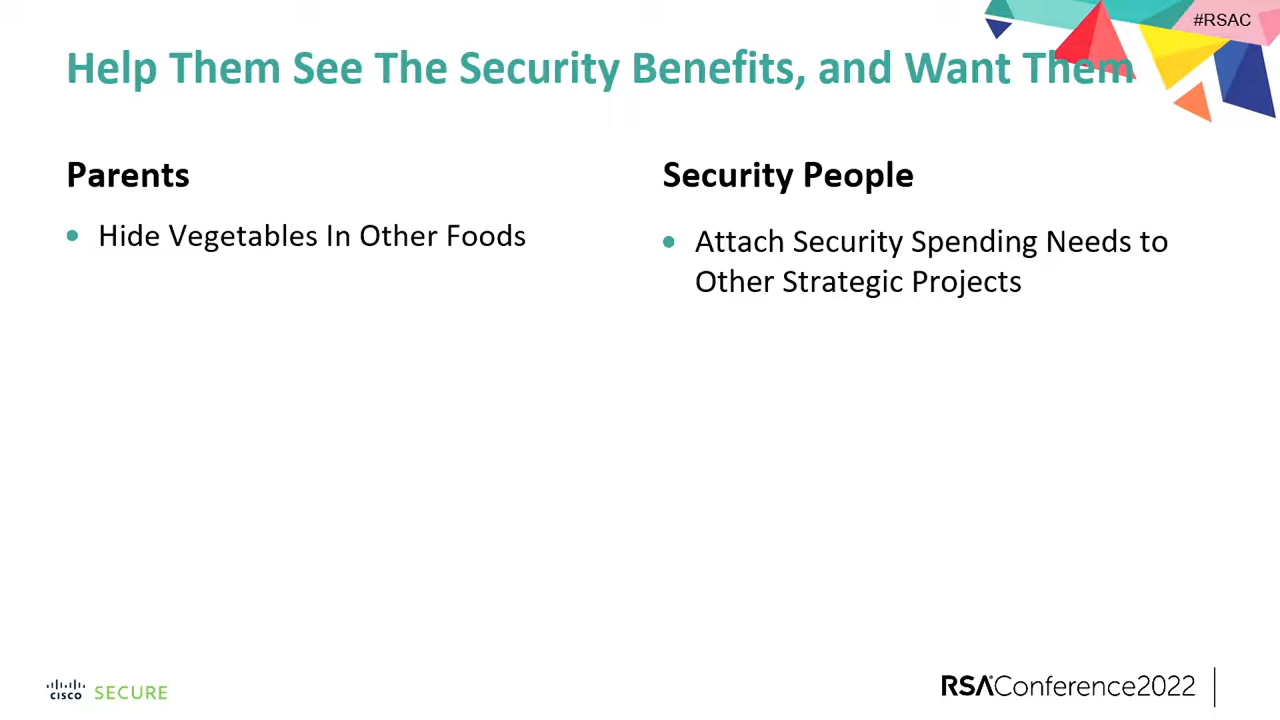 #RSAC
Help Them See The Security Benefits, and Want Them
Parents
Hide Vegetables In Other Foods
Security People
Attach Security Spending Needs to
Other Strategic Projects
CISCO SECURE
RSAConference2022